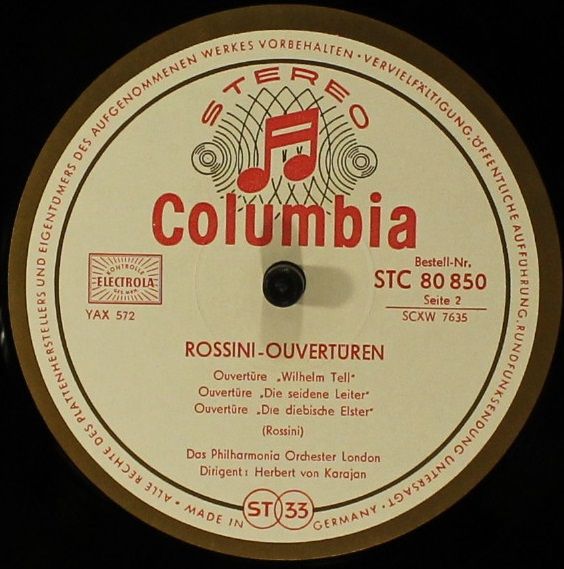 ALLE RECHTE DES PLATTENHERSTELLERS UND EIGENTÜMERS DES AUFGENOMMENEN WERKES VORBEHALTEN · VERVIELFÄLTIGUNG, ÖFFENTLICHE AUFFÜHRUNG, RUNDFUNKSENDUNG UNTERSAGT ·
STEREO
Columbia
KONTROLLE
ELECTROLA
YAX 572
Bestell-Nr.
STC 80 850
Seite 2
SCXW 7635
ROSSINI-OUVERTÜREN
Ouvertüre „Wilhelm Tell"
Ouvertüre „Die seidene Leiter"
Ouvertüre „Die diebische Elster"
(Rossini)
Das Philharmonia Orchester London
Dirigent: Herbert von Karajan
MADE IN
ST 33
GERMANY